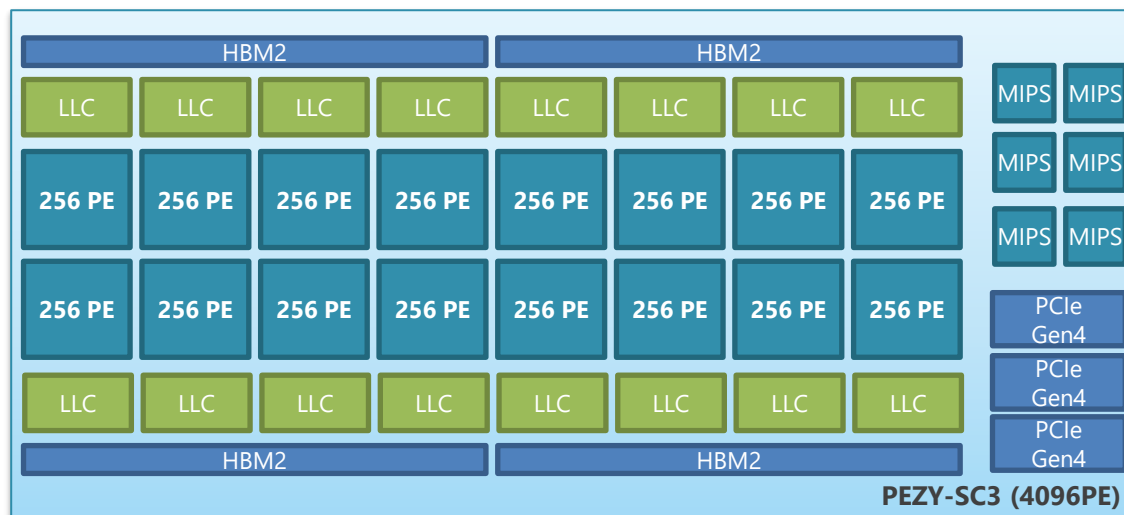 HBM2 HBM2
LLC LLC LLC LLC LLC LLC LLC LLC
MIPS MIPS
256 PE 256 PE 256 PE 256 PE 256 PE 256 PE 256 PE 256 PE
MIPS MIPS
MIPS MIPS
256 PE 256 PE 256 PE 256 PE 256 PE 256 PE 256 PE 256 PE
PCIe
Gen4
PCIe
Gen4
LLC LLC LLC LLC LLC LLC LLC LLC
PCIe
Gen4
HBM2 HBM2
PEZY-SC3 (4096PE)